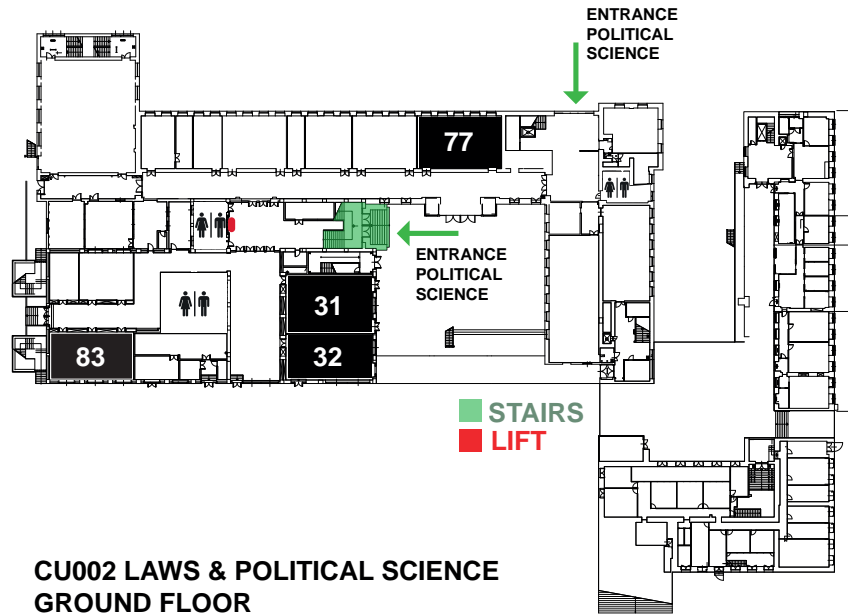 ENTRANCE
POLITICAL
SCIENCE
77
ENTRANCE
POLITICAL
SCIENCE
31
32
83
STAIRS
LIFT
CU002 LAWS & POLITICAL SCIENCE
GROUND FLOOR